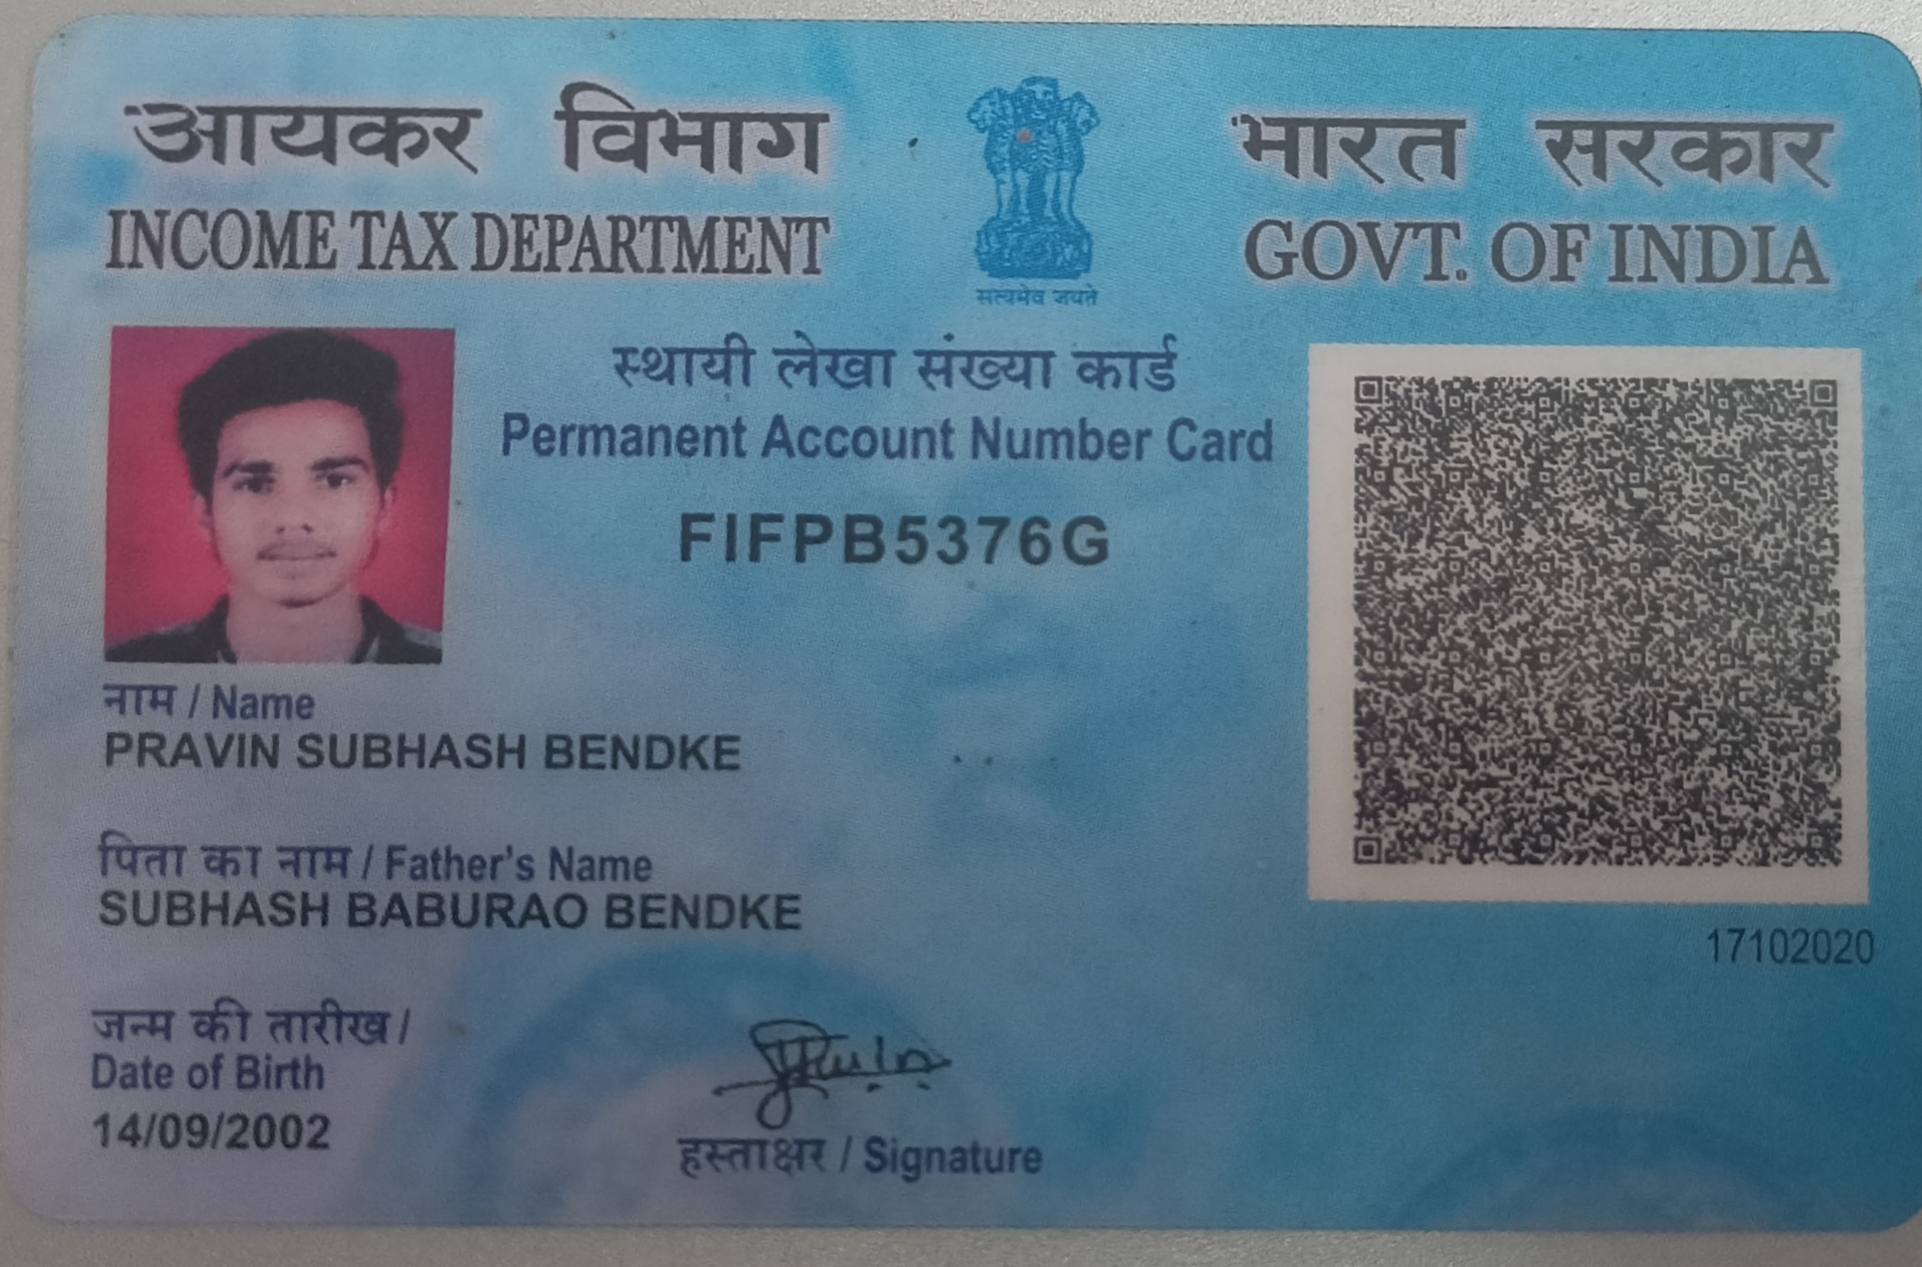 आयकर विभाग
INCOME TAX DEPARTMENT
सत्यमेव जयते
भारत सरकार
GOVT. OF INDIA
स्थायी लेखा संख्या कार्ड
Permanent Account Number Card
FIFPB5376G
नाम / Name
PRAVIN SUBHASH BENDKE
पिता का नाम / Father's Name
SUBHASH BABURAO BENDKE
17102020
जन्म की तारीख /
Date of Birth
14/09/2002
हस्ताक्षर / Signature